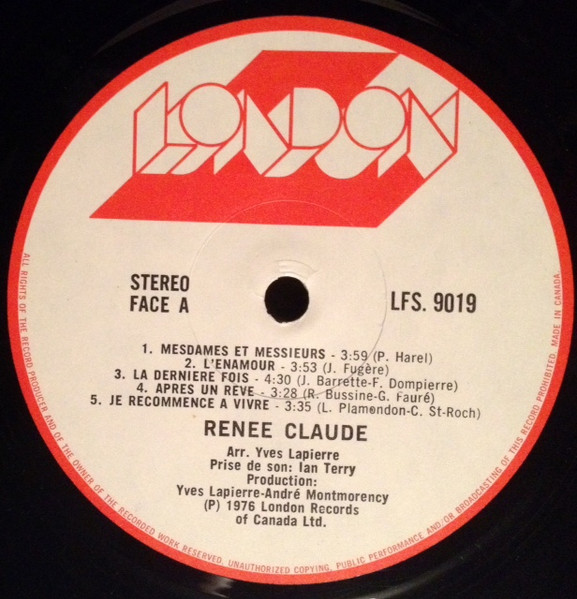 LONDON
STEREO
FACE A
LFS. 9019
1. MESDAMES ET MESSIEURS - 3:59 (P. Harel)
2. L'ENAMOUR - 3:53 (J. Fugère)
3. LA DERNIERE FOIS - 4:30 (J. Barrette-F. Dompierre)
4. APRES UN REVE - 3:28 (R. Bussine-G. Fauré)
5. JE RECOMMENCE A VIVRE - 3:35 (L. Plamondon-C. St-Roch)
RENEE CLAUDE
Arr. Yves Lapierre
Prise de son: Ian Terry
Production:
Yves Lapierre-André Montmorency
(P) 1976 London Records
of Canada Ltd.
ALL RIGHTS OF THE RECORD PRODUCER AND/OF THE OWNER OF THE RECORDED WORK RESERVED. UNAUTHORIZED COPYING, PUBLIC PERFORMANCE AND/OR BROADCASTING OF THIS RECORD PROHIBITED. MADE IN CANADA.